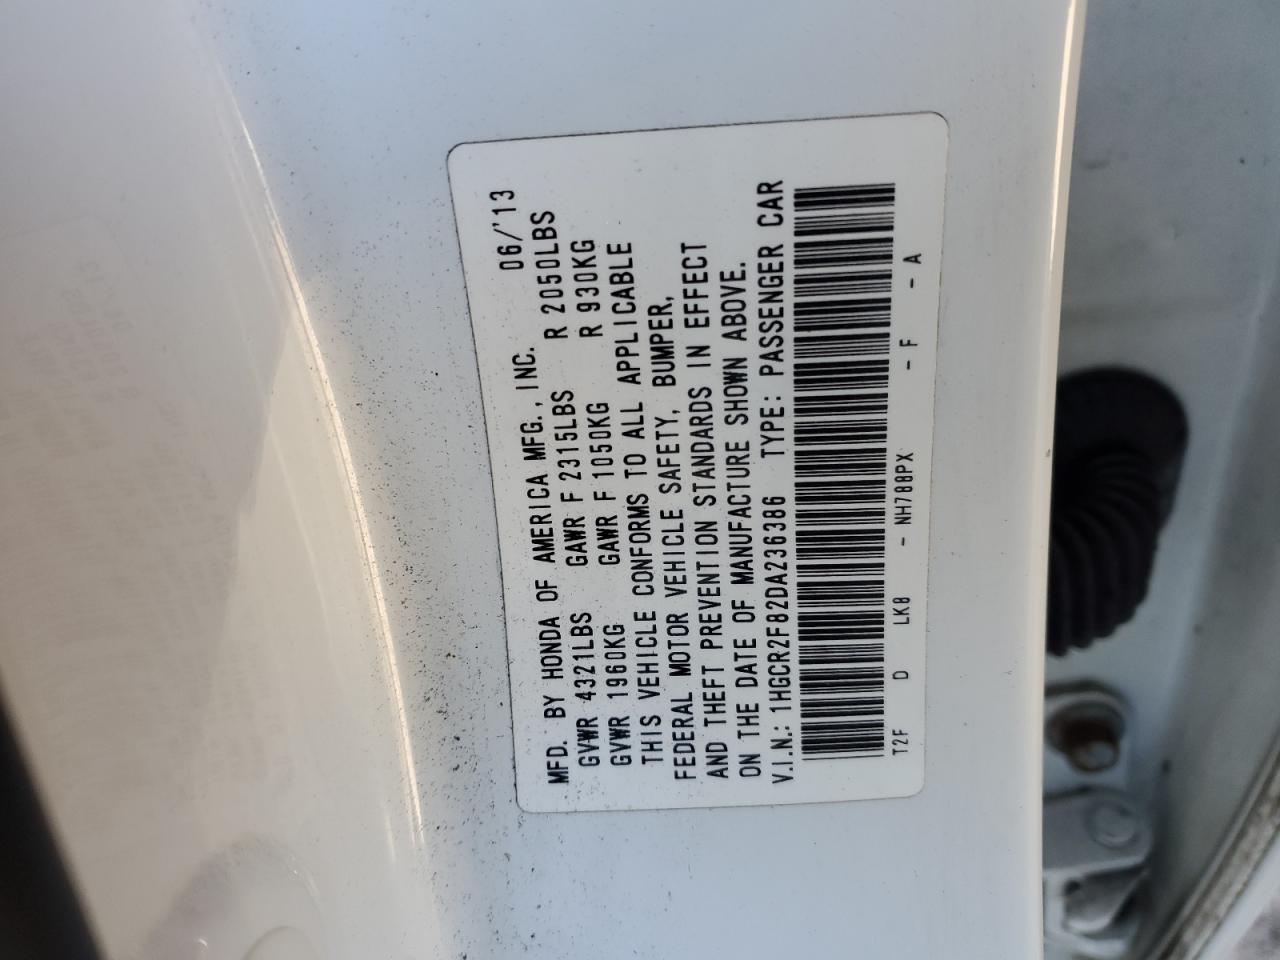 MFD. BY HONDA OF AMERICA MFG., INC. 06/'13
GVWR 4321LBS GAWR F 2315LBS R 2050LBS
GVWR 1960KG GAWR F 1050KG R 930KG
THIS VEHICLE CONFORMS TO ALL APPLICABLE
FEDERAL MOTOR VEHICLE SAFETY, BUMPER,
AND THEFT PREVENTION STANDARDS IN EFFECT
ON THE DATE OF MANUFACTURE SHOWN ABOVE.
V.I.N.: 1HGCR2F82DA236386 TYPE: PASSENGER CAR
T2F D LK8 - NH788PX - F - A